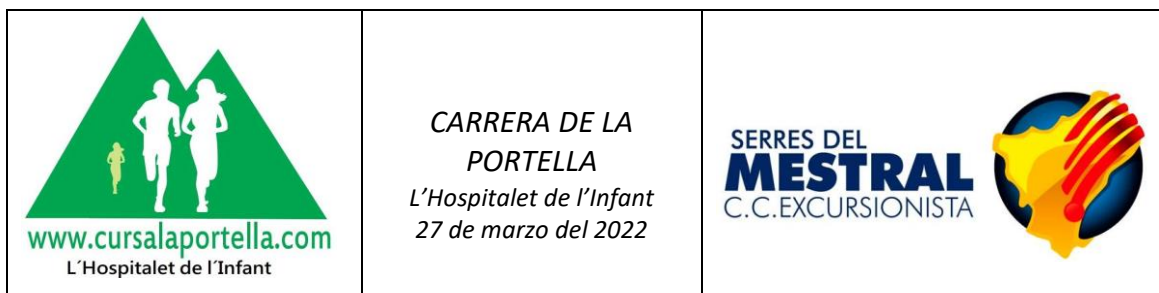 www.cursalaportella.com
L´Hospitalet de l´Infant
CARRERA DE LA
PORTELLA
L’Hospitalet de l’Infant
27 de marzo del 2022
SERRES DEL
MESTRAL
C.C.EXCURSIONISTA